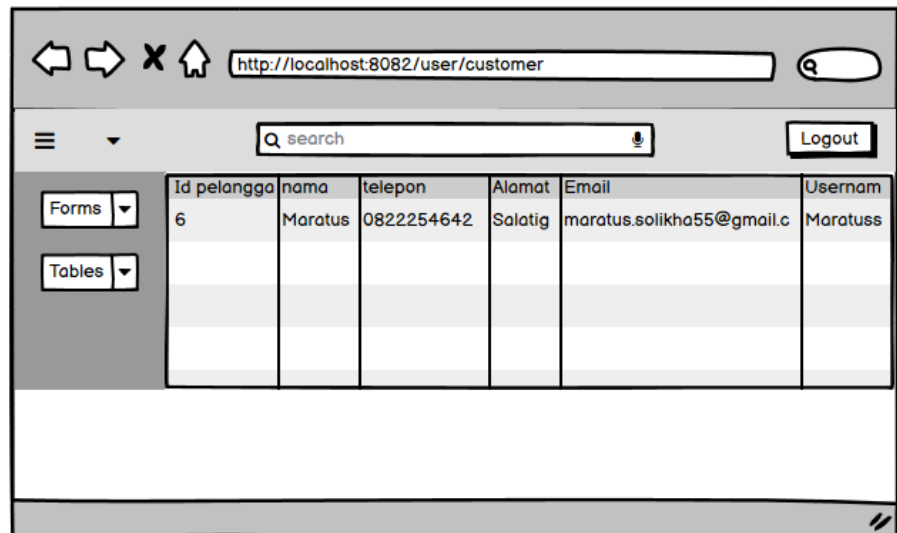 http://localhost:8082/user/customer
search
Logout
Forms
Tables
Id pelangga nama telepon Alamat Email Usernam
6 Maratus 0822254642 Salatig maratus.solikha55@gmail.c Maratuss